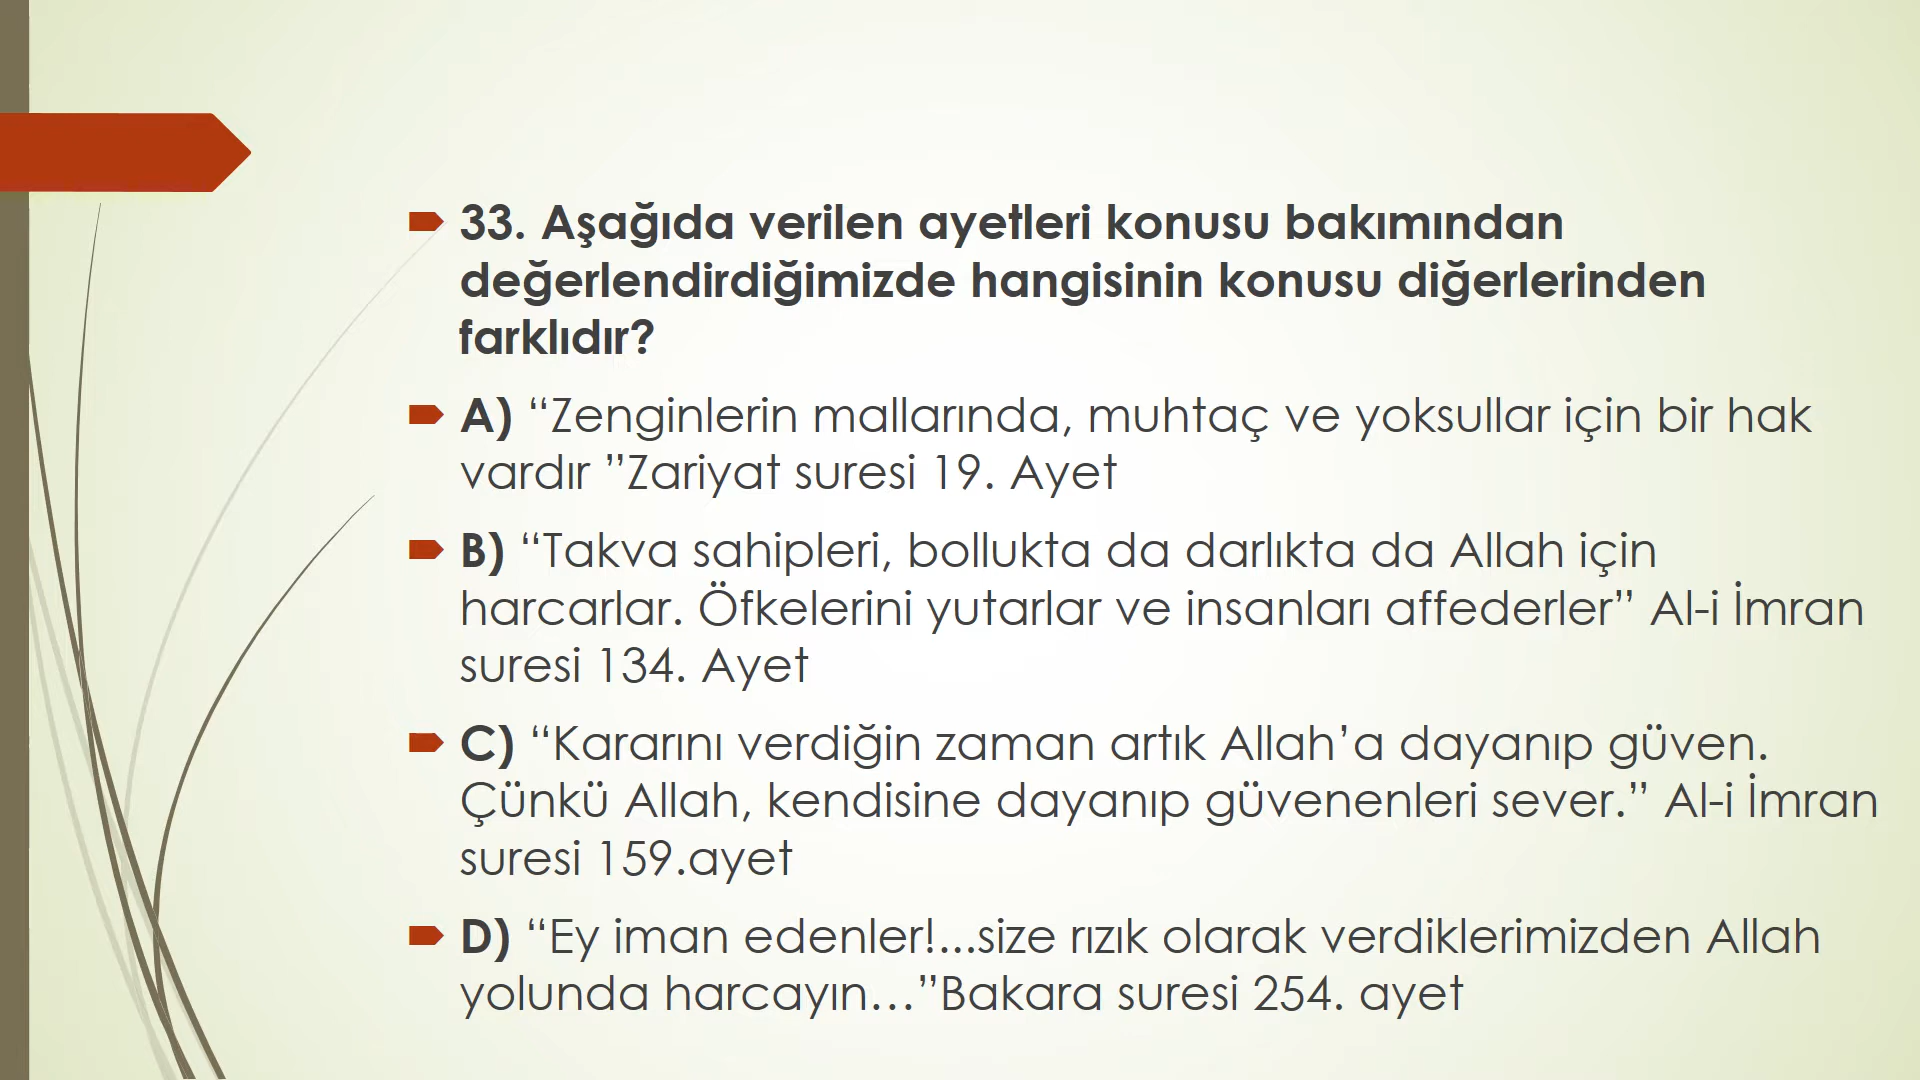 33. Aşağıda verilen ayetleri konusu bakımından
değerlendirdiğimizde hangisinin konusu diğerlerinden
farklıdır?
A) “Zenginlerin mallarında, muhtaç ve yoksullar için bir hak
vardır ”Zariyat suresi 19. Ayet
B) “Takva sahipleri, bollukta da darlıkta da Allah için
harcarlar. Öfkelerini yutarlar ve insanları affederler” Al-i İmran
suresi 134. Ayet
C) “Kararını verdiğin zaman artık Allah’a dayanıp güven.
Çünkü Allah, kendisine dayanıp güvenenleri sever.” Al-i İmran
suresi 159.ayet
D) “Ey iman edenler!...size rızık olarak verdiklerimizden Allah
yolunda harcayın…”Bakara suresi 254. ayet